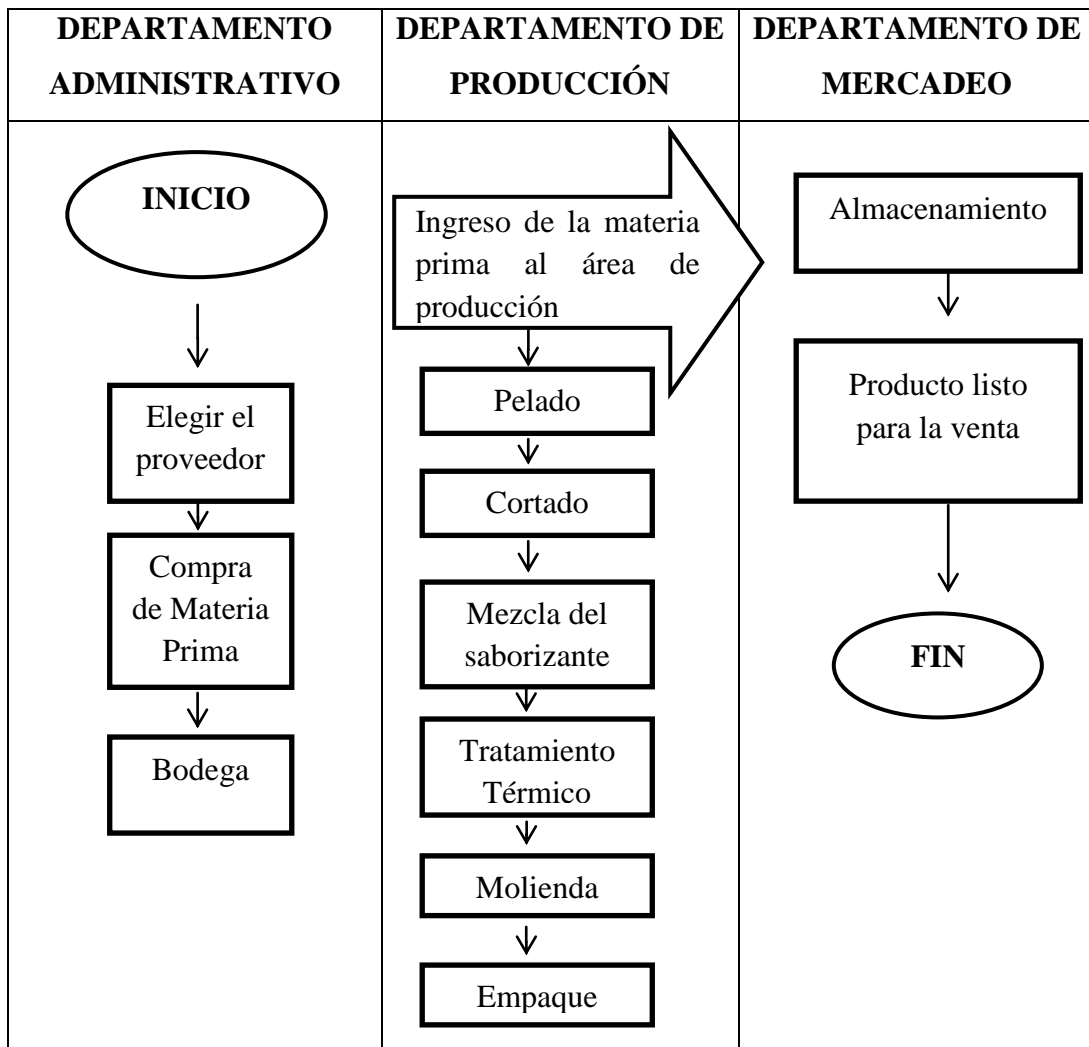 DEPARTAMENTO
ADMINISTRATIVO
DEPARTAMENTO DE
PRODUCCIÓN
DEPARTAMENTO DE
MERCADEO
INICIO
Elegir el
proveedor
Compra
de Materia
Prima
Bodega
Ingreso de la materia
prima al área de
producción
Pelado
Cortado
Mezcla del
saborizante
Tratamiento
Térmico
Molienda
Empaque
Almacenamiento
Producto listo
para la venta
FIN